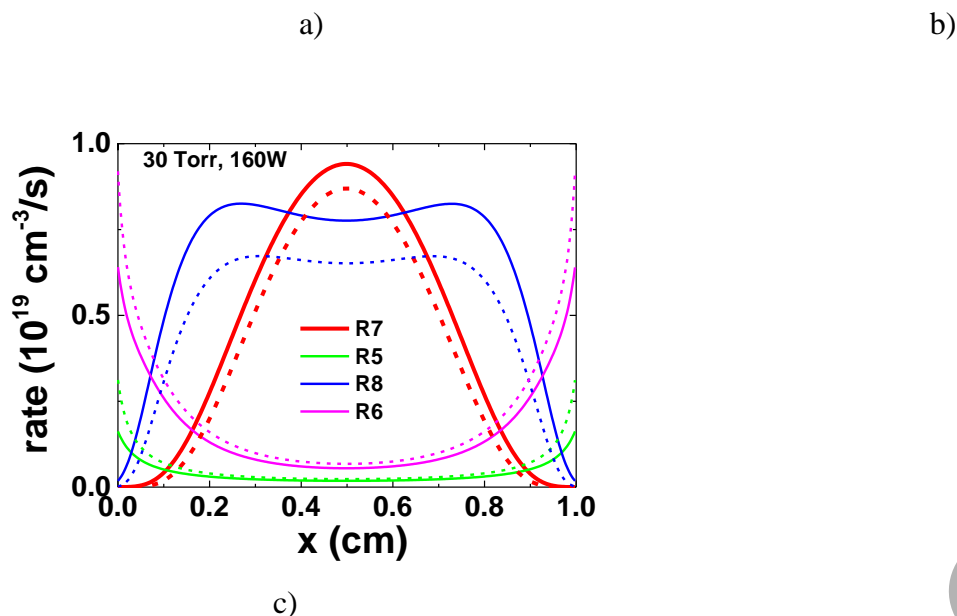 a)
b)
30 Torr, 160W
1.0
0.5
0.0
rate (10¹⁹ cm⁻³/s)
R7
R5
R8
R6
0.0 0.2 0.4 0.6 0.8 1.0
x (cm)
c)